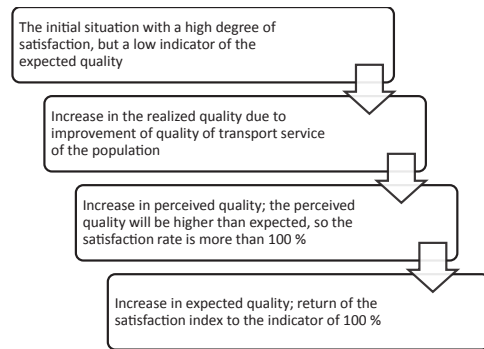 The initial situation with a high degree of
satisfaction, but a low indicator of the
expected quality
Increase in the realized quality due to
improvement of quality of transport service
of the population
Increase in perceived quality; the perceived
quality will be higher than expected, so the
satisfaction rate is more than 100 %
Increase in expected quality; return of the
satisfaction index to the indicator of 100 %